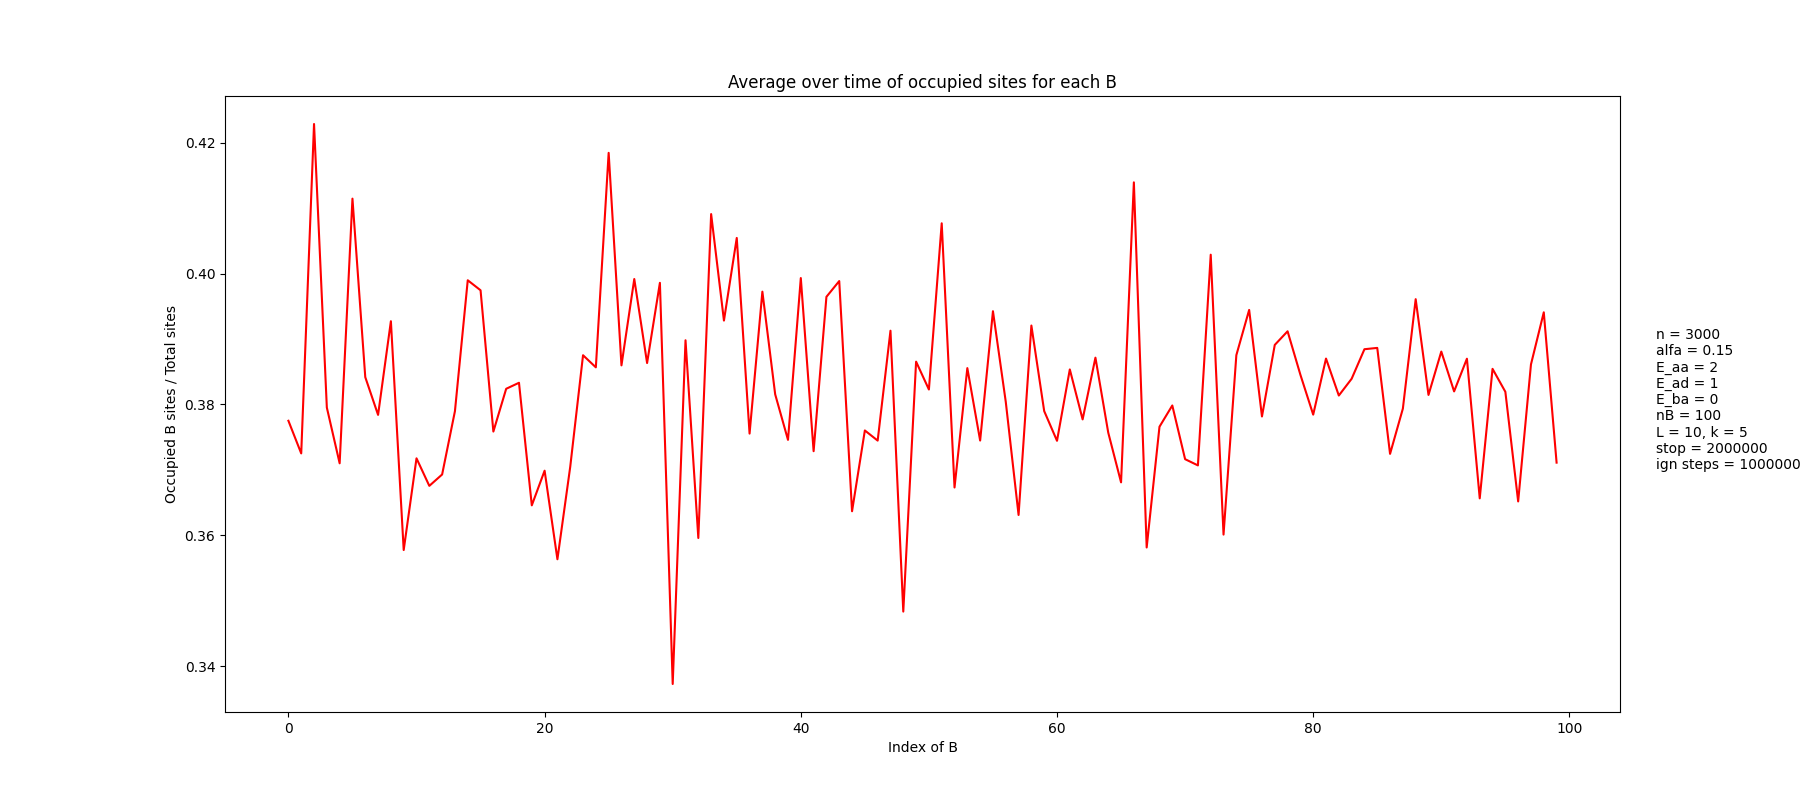 Average over time of occupied sites for each B
Occupied B sites / Total sites
0.42
0.40
0.38
0.36
0.34
0
20
40
60
80
100
Index of B
n = 3000
alfa = 0.15
E_aa = 2
E_ad = 1
E_ba = 0
nB = 100
L = 10, k = 5
stop = 2000000
ign steps = 1000000